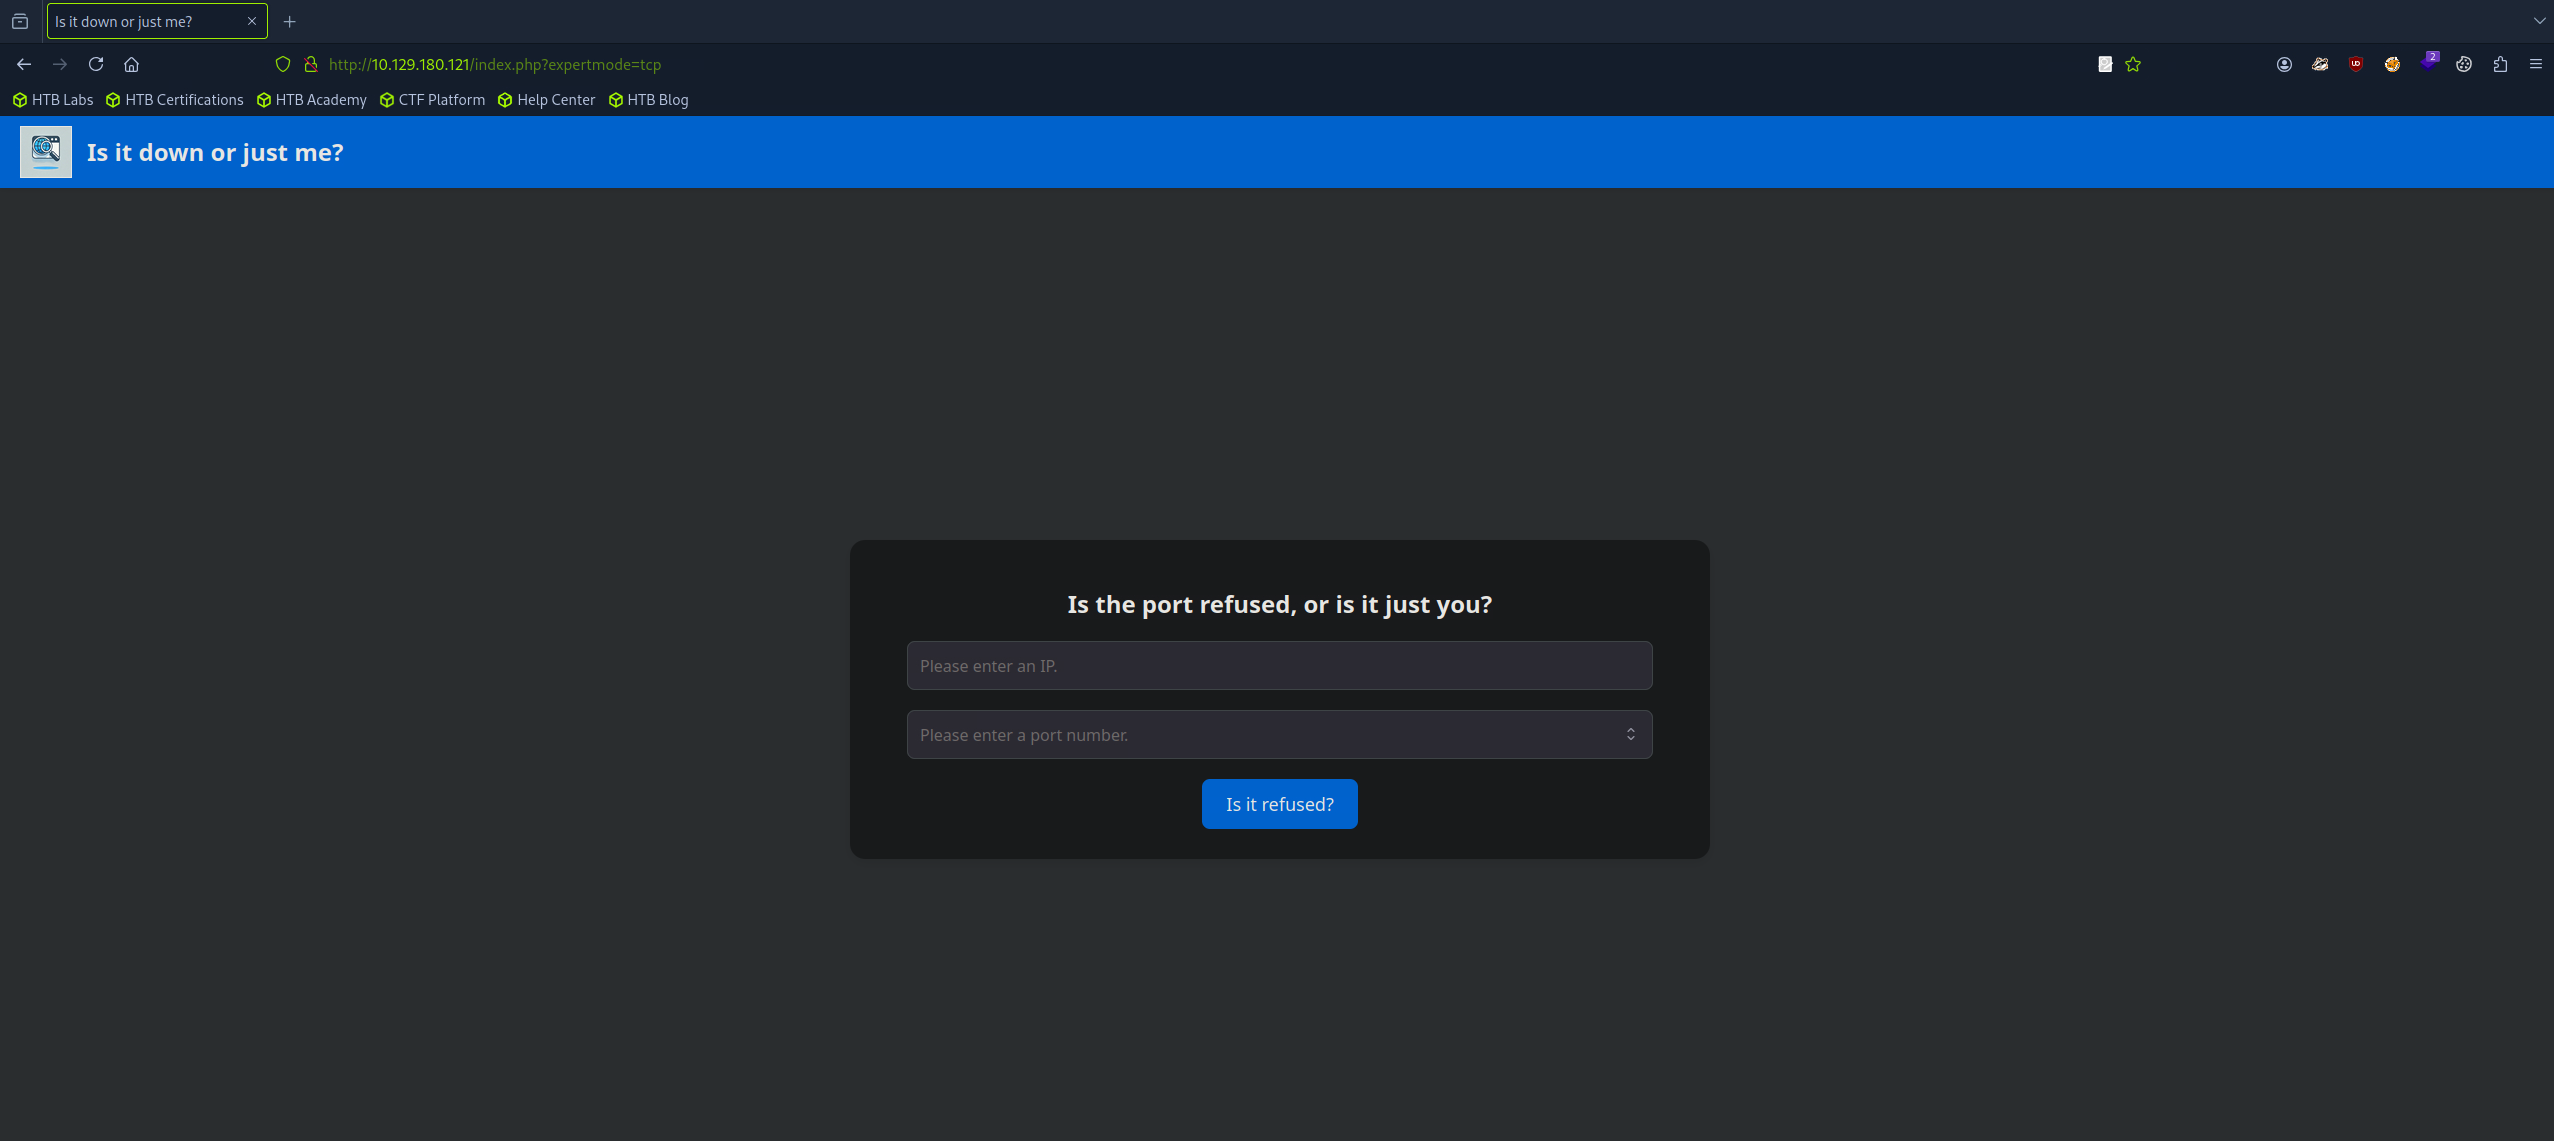 Is it down or just me?
http://10.129.180.121/index.php?expertmode=tcp
2
HTB Labs HTB Certifications HTB Academy CTF Platform Help Center HTB Blog
Is it down or just me?
Is the port refused, or is it just you?
Please enter an IP.
Please enter a port number.
Is it refused?